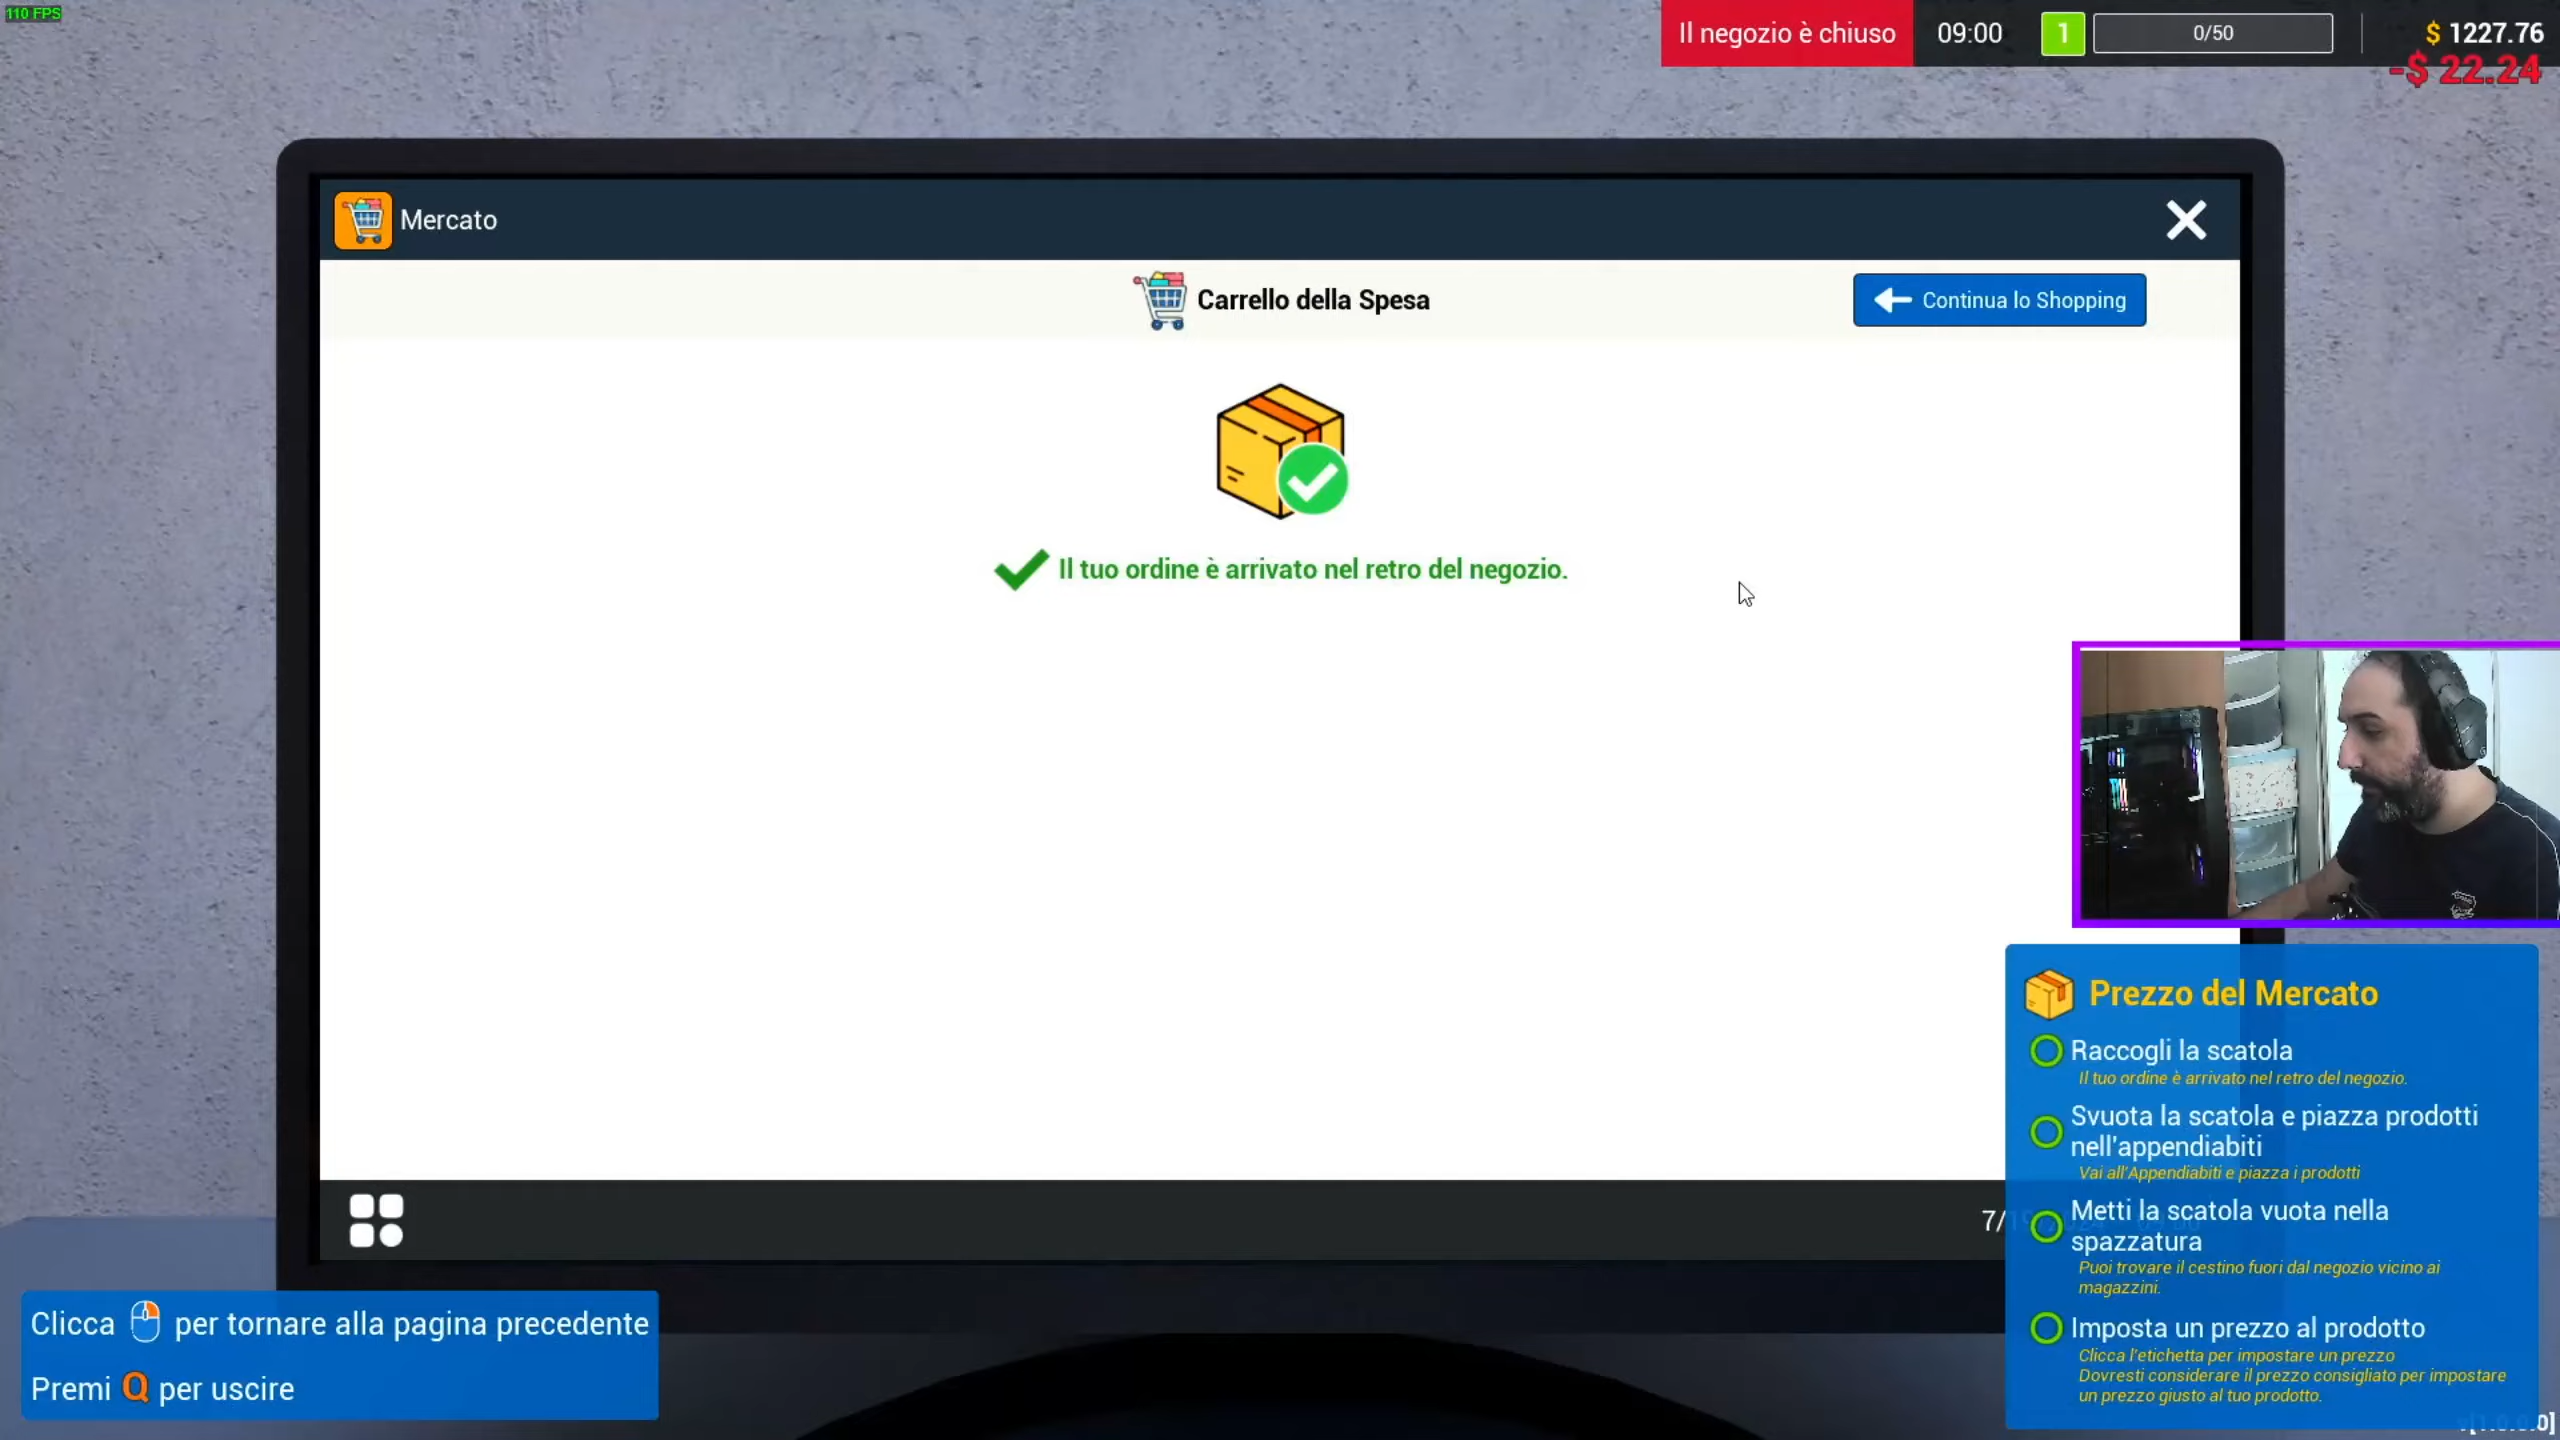 110 FPS
Il negozio è chiuso
09:00
1
0/50
$ 1227.76
-$ 22.24
Mercato
Carrello della Spesa
Continua lo Shopping
Il tuo ordine è arrivato nel retro del negozio.
Prezzo del Mercato
Raccogli la scatola
Il tuo ordine è arrivato nel retro del negozio.
Svuota la scatola e piazza prodotti
nell'appendiabiti
Vai all'Appendiabiti e piazza i prodotti
Metti la scatola vuota nella
spazzatura
Puoi trovare il cestino fuori dal negozio vicino ai
magazzini.
Imposta un prezzo al prodotto
Clicca l'etichetta per impostare un prezzo
Dovresti considerare il prezzo consigliato per impostare
un prezzo giusto al tuo prodotto.
7/
Clicca per tornare alla pagina precedente
Premi Q per uscire